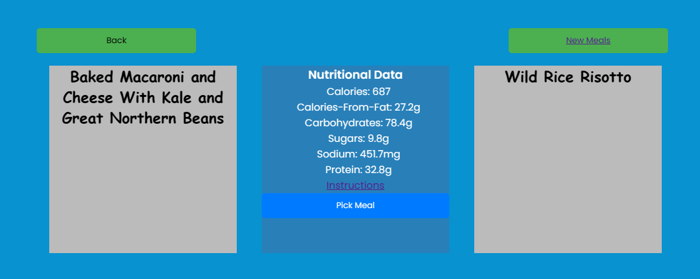 Back
New Meals
Baked Macaroni and
Cheese With Kale and
Great Northern Beans
Nutritional Data
Calories: 687
Calories-From-Fat: 27.2g
Carbohydrates: 78.4g
Sugars: 9.8g
Sodium: 451.7mg
Protein: 32.8g
Instructions
Pick Meal
Wild Rice Risotto